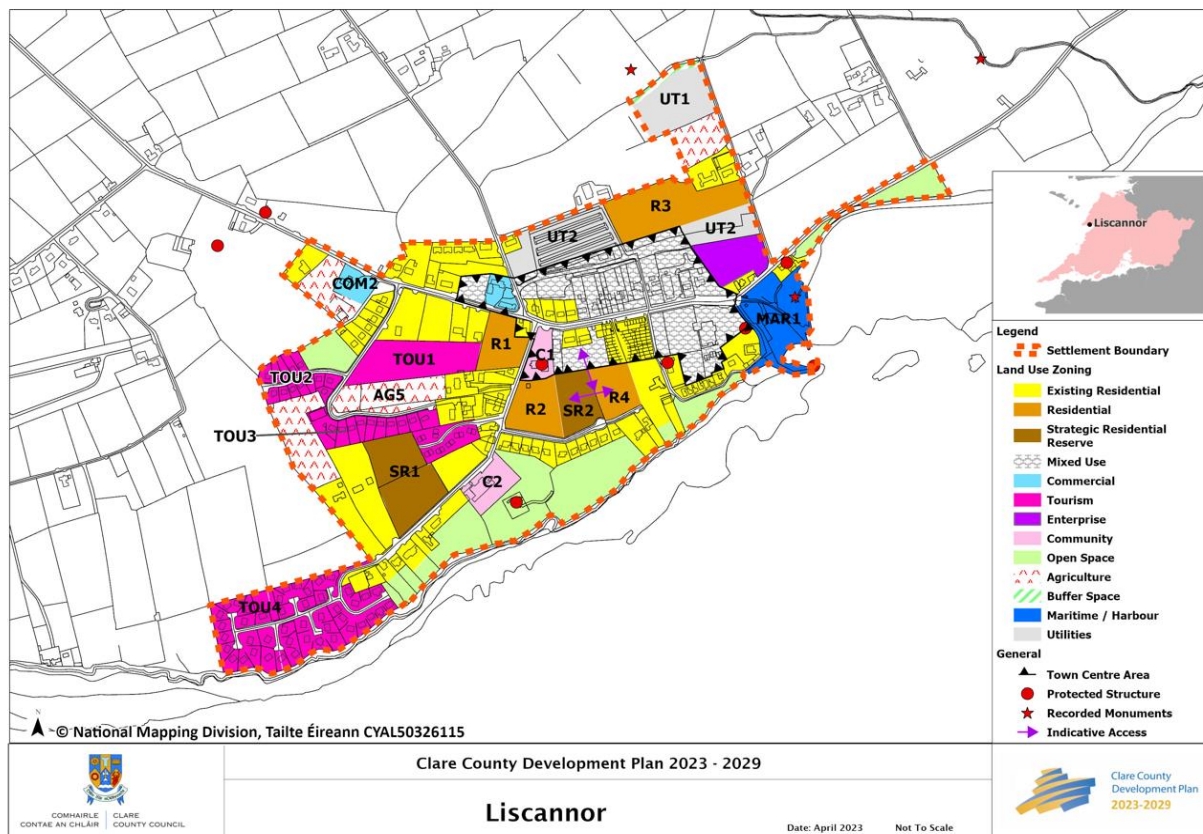 UT1
R3
UT2
UT2
COM2
MAR1
R1
C1
TOU1
TOU2
AG5
R2
SR2
R4
TOU3
SR1
C2
TOU4
N
© National Mapping Division, Tailte Éireann CYAL50326115
Liscannor
Legend
Settlement Boundary
Land Use Zoning
Existing Residential
Residential
Strategic Residential
Reserve
Mixed Use
Commercial
Tourism
Enterprise
Community
Open Space
Agriculture
Buffer Space
Maritime / Harbour
Utilities
General
Town Centre Area
Protected Structure
Recorded Monuments
Indicative Access
COMHAIRLE CONTAE AN CHLÁIR
CLARE COUNTY COUNCIL
Clare County Development Plan 2023 - 2029
Liscannor
Date: April 2023 Not To Scale
Clare County
Development Plan
2023-2029